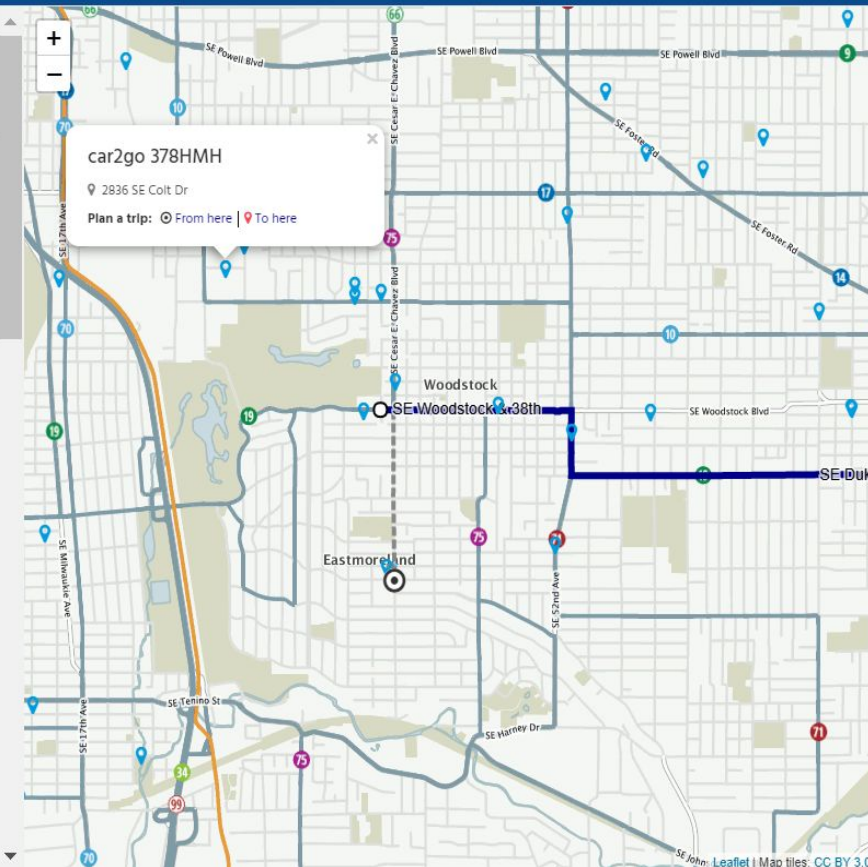 66
66
+
−
SE Powell Blvd
SE Powell Blvd
SE Powell Blvd
9
17
70
10
SE Cesar E. Chavez Blvd
SE Foster Rd
car2go 378HMH
×
2836 SE Colt Dr
Plan a trip: From here | To here
17
SE 17th Ave
75
SE Foster Rd
14
SE Cesar E. Chavez Blvd
70
10
Woodstock
SE Woodstock & 38th
SE Woodstock Blvd
19
19
SE Duk
75
Eastmoreland
SE Milwaukie Ave
SE 52nd Ave
SE Tenino St
SE 17th Ave
SE Harney Dr
71
75
34
99
70
SE John
Leaflet | Map tiles: CC BY 3